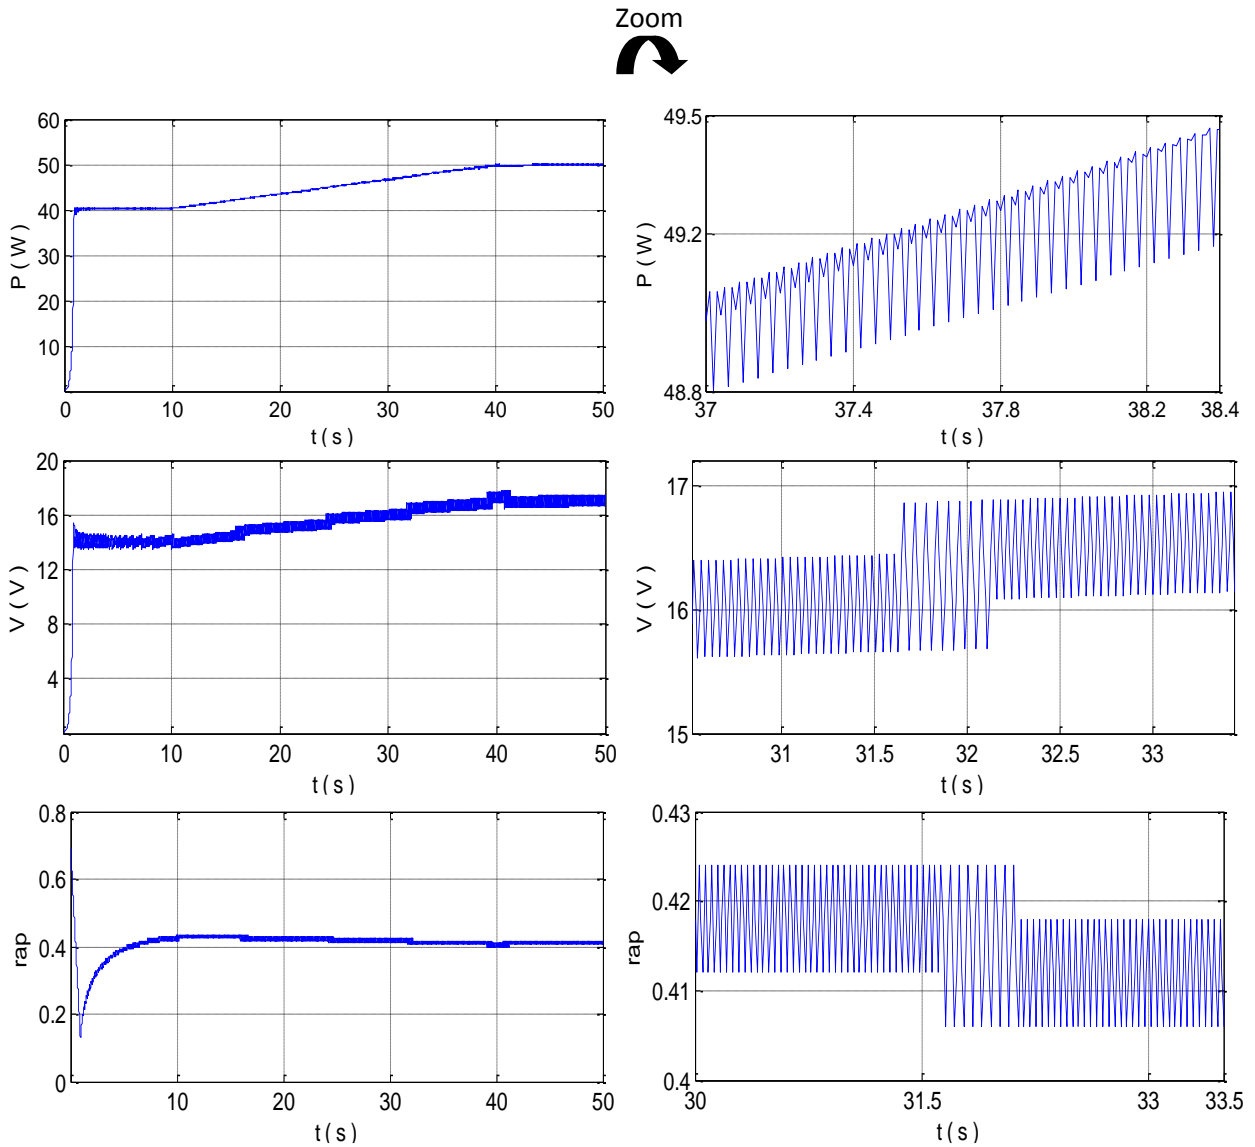 Zoom
60
50
40
30
20
10
P ( W )
0 10 20 30 40 50
t ( s )
49.5
49.2
48.8
P ( W )
37 37.4 37.8 38.2 38.4
t ( s )
20
16
12
8
4
V ( V )
0 10 20 30 40 50
t ( s )
17
16
15
V ( V )
31 31.5 32 32.5 33
t ( s )
0.8
0.6
0.4
0.2
0
rap
10 20 30 40 50
t ( s )
0.43
0.42
0.41
0.4
rap
30 31.5 33 33.5
t ( s )